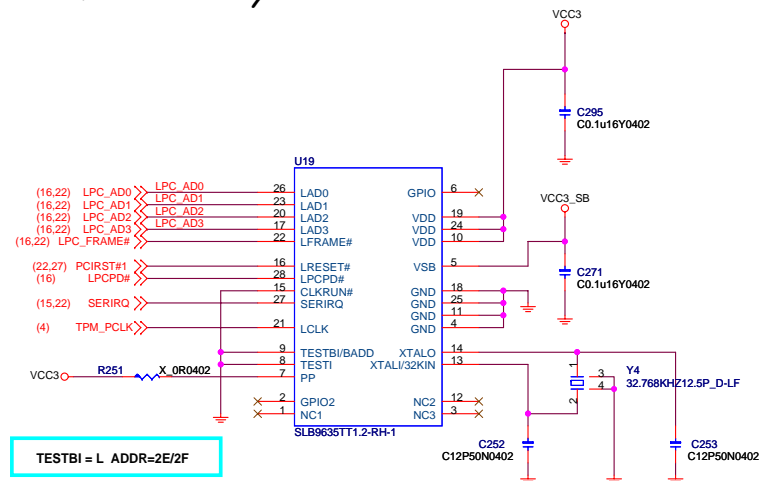 VCC3
C295
C0.1u16Y0402
U19
(16,22) LPC_AD0 LPC_AD0 26 LAD0 GPIO 6
(16,22) LPC_AD1 LPC_AD1 23 LAD1
(16,22) LPC_AD2 LPC_AD2 20 LAD2 VDD 19
(16,22) LPC_AD3 LPC_AD3 17 LAD3 VDD 24
(16,22) LPC_FRAME# 22 LFRAME# VDD 10
VCC3_SB
(22,27) PCIRST#1 16 LRESET# VSB 5
(16) LPCPD# 28 LPCPD#
C271
C0.1u16Y0402
15 CLKRUN# GND 18
(15,22) SERIRQ 27 SERIRQ GND 25
GND 11
(4) TPM_PCLK 21 LCLK GND 4
9 TESTBI/BADD XTALO 14
8 TESTI XTALI/32KIN 13
VCC3 R251 X_0R0402 7 PP
1 2 3 4 Y4
32.768KHZ12.5P_D-LF
2 GPIO2 NC2 12
1 NC1 NC3 3
SLB9635TT1.2-RH-1
C252
C12P50N0402
C253
C12P50N0402
TESTBI = L ADDR=2E/2F